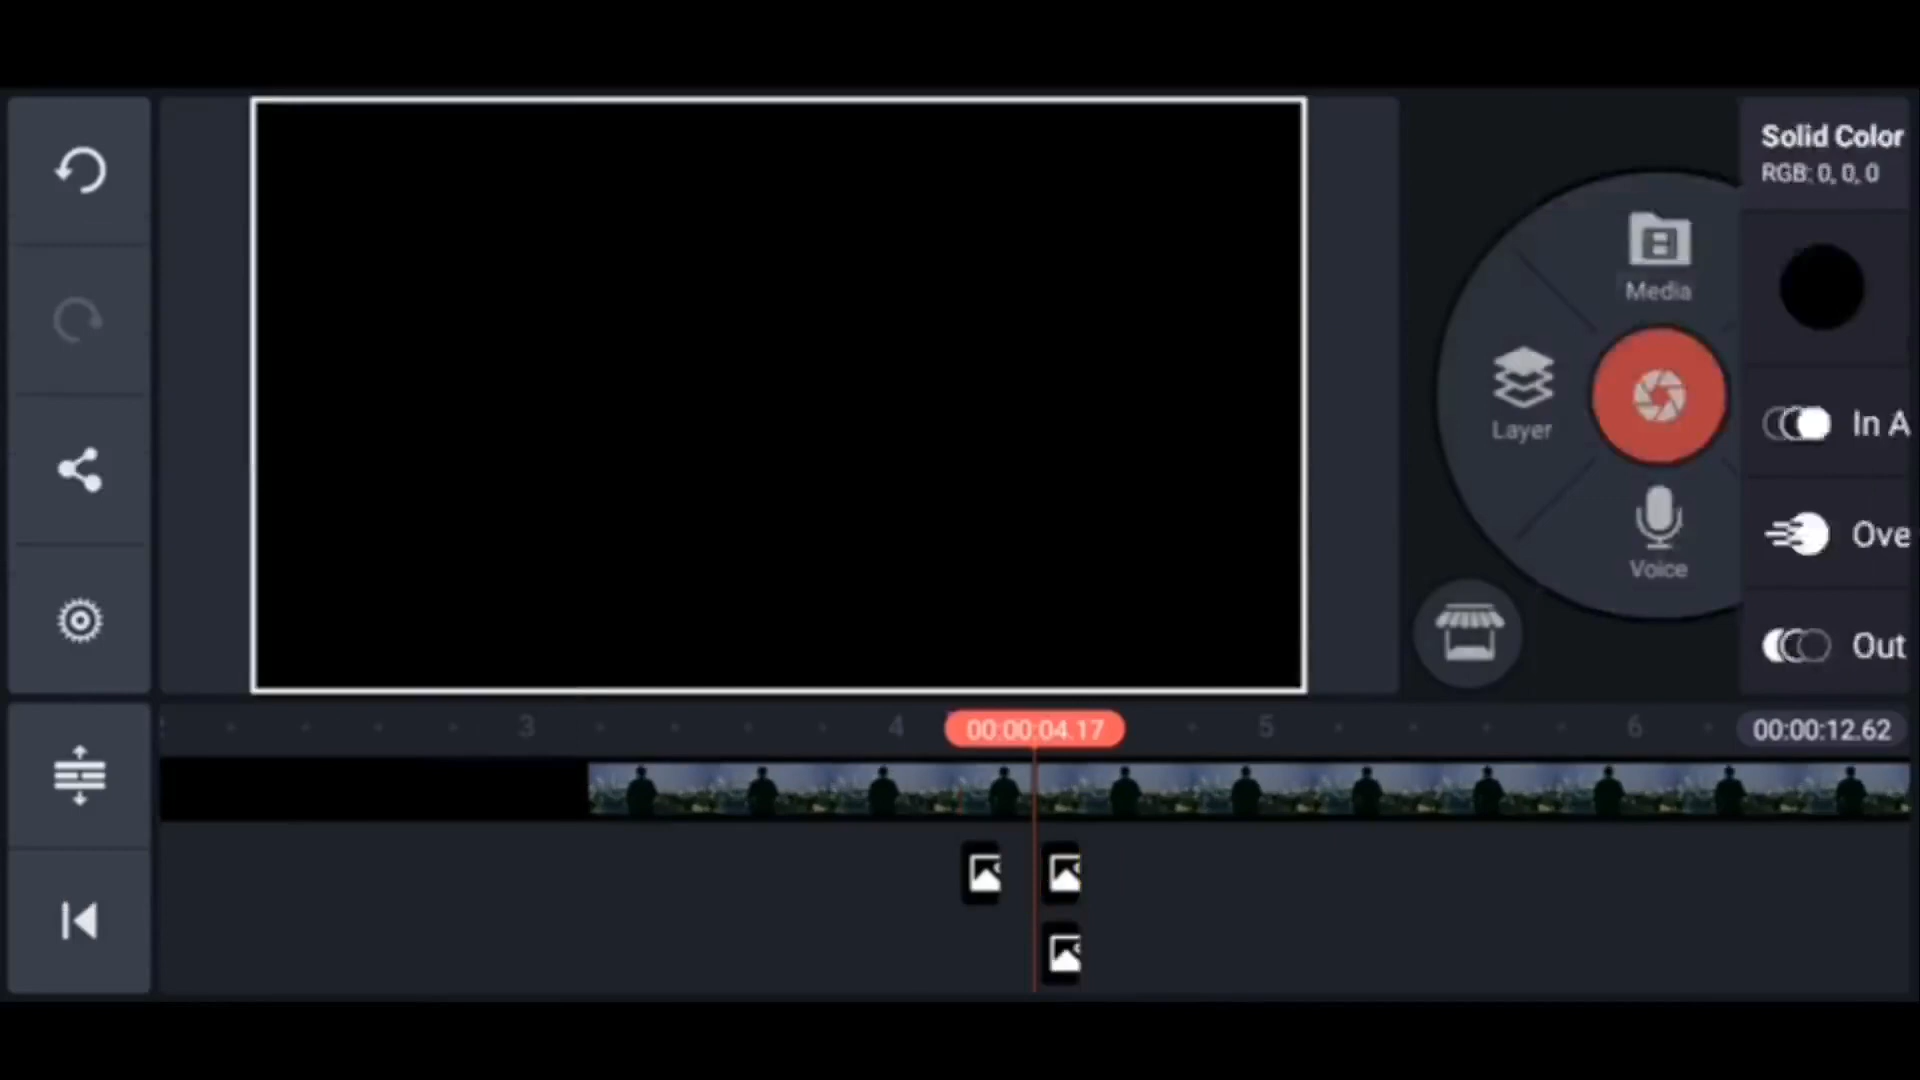 Solid Color
RGB: 0, 0, 0
Media
Layer
In A
Ove
Voice
Out
3
4
00:00:04.17
5
6
00:00:12.62